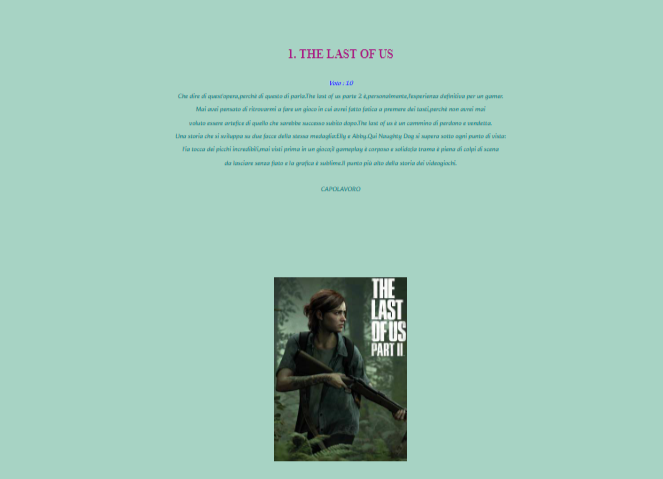 1. THE LAST OF US
Voto : 10
Che dire di quest'opera,perchè di questo di parla.The last of us parte 2 è,personalmente,l'esperienza definitiva per un gamer.
Mai avrei pensato di ritrovarmi a fare un gioco in cui avrei fatto fatica a premere dei tasti,perchè non avrei mai
voluto essere artefice di quello che sarebbe successo subito dopo.The last of us è un cammino di perdono e vendetta.
Una storia che si sviluppa su due facce della stessa medaglia:Elly e Abby.Qui Naughty Dog si supera sotto ogni punto di vista:
l'ia tocca dei picchi incredibili,mai visti prima in un gioco,il gameplay è corposo e solido,la trama è piena di colpi di scena
da lasciare senza fiato e la grafica è sublime.Il punto più alto della storia dei videogiochi.
CAPOLAVORO
THE
LAST
OF US
PART II